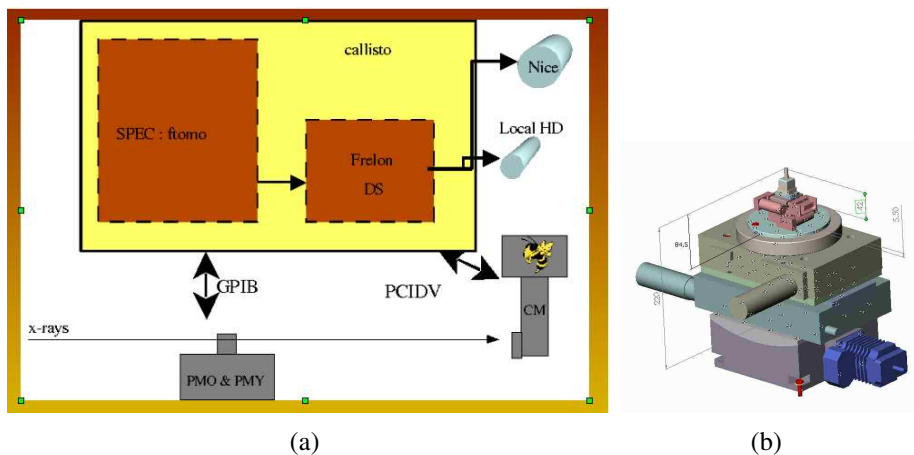 callisto
Nice
SPEC : ftomo
Local HD
Frelon
DS
GPIB
PCIDV
CM
x-rays
PMO & PMY
84,5
42
5.50
220
(a)
(b)